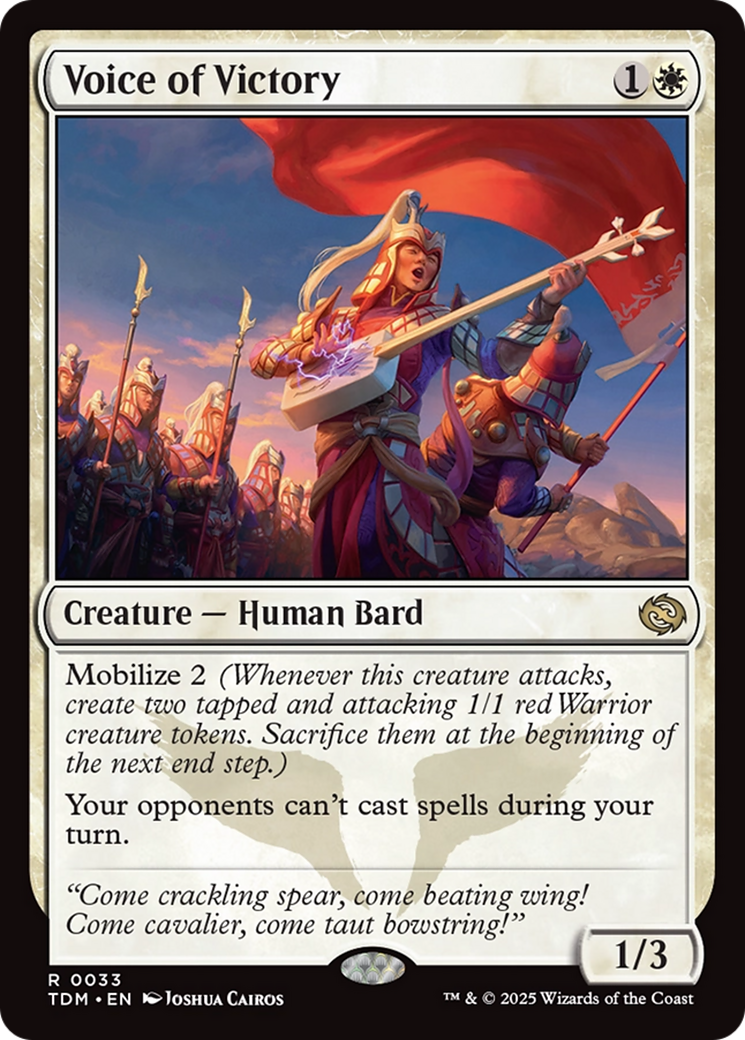 Voice of Victory 1
Creature — Human Bard
Mobilize 2 (Whenever this creature attacks,
create two tapped and attacking 1/1 red Warrior
creature tokens. Sacrifice them at the beginning of
the next end step.)
Your opponents can't cast spells during your
turn.
“Come crackling spear, come beating wing!
Come cavalier, come taut bowstring!”
1/3
R 0033
TDM • EN Joshua Cairos ™ & © 2025 Wizards of the Coast